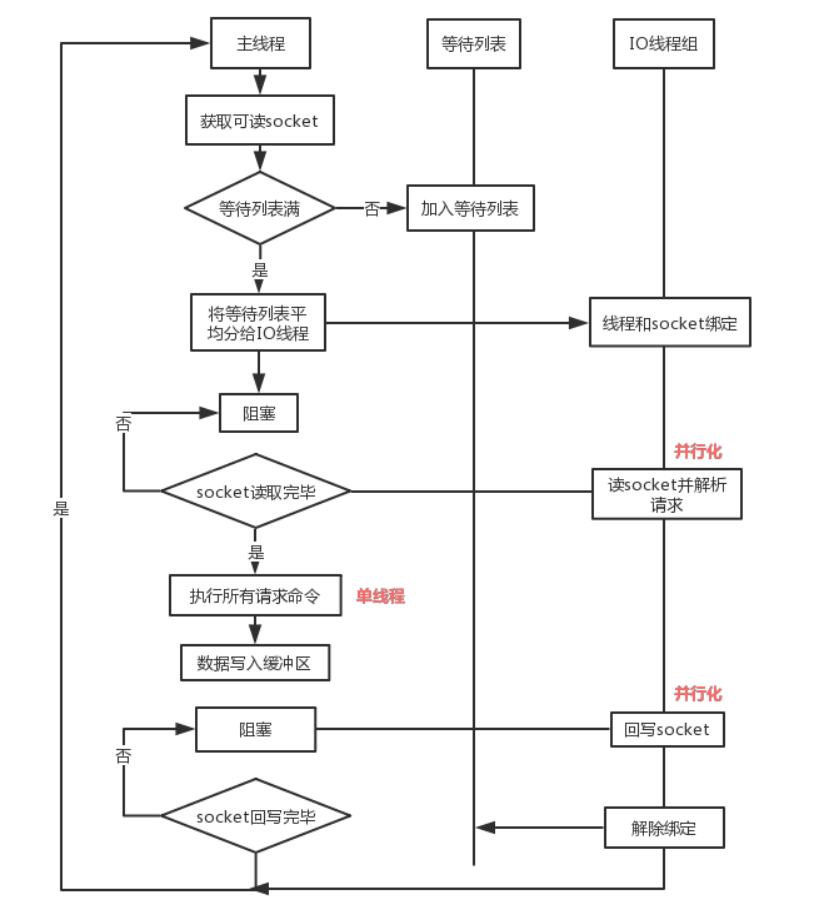 主线程
等待列表
IO线程组
获取可读socket
等待列表满
否
加入等待列表
是
将等待列表平
均分给IO线程
线程和socket绑定
阻塞
否
并行化
socket读取完毕
读socket并解析
请求
是
是
执行所有请求命令
单线程
数据写入缓冲区
并行化
阻塞
回写socket
否
socket回写完毕
解除绑定